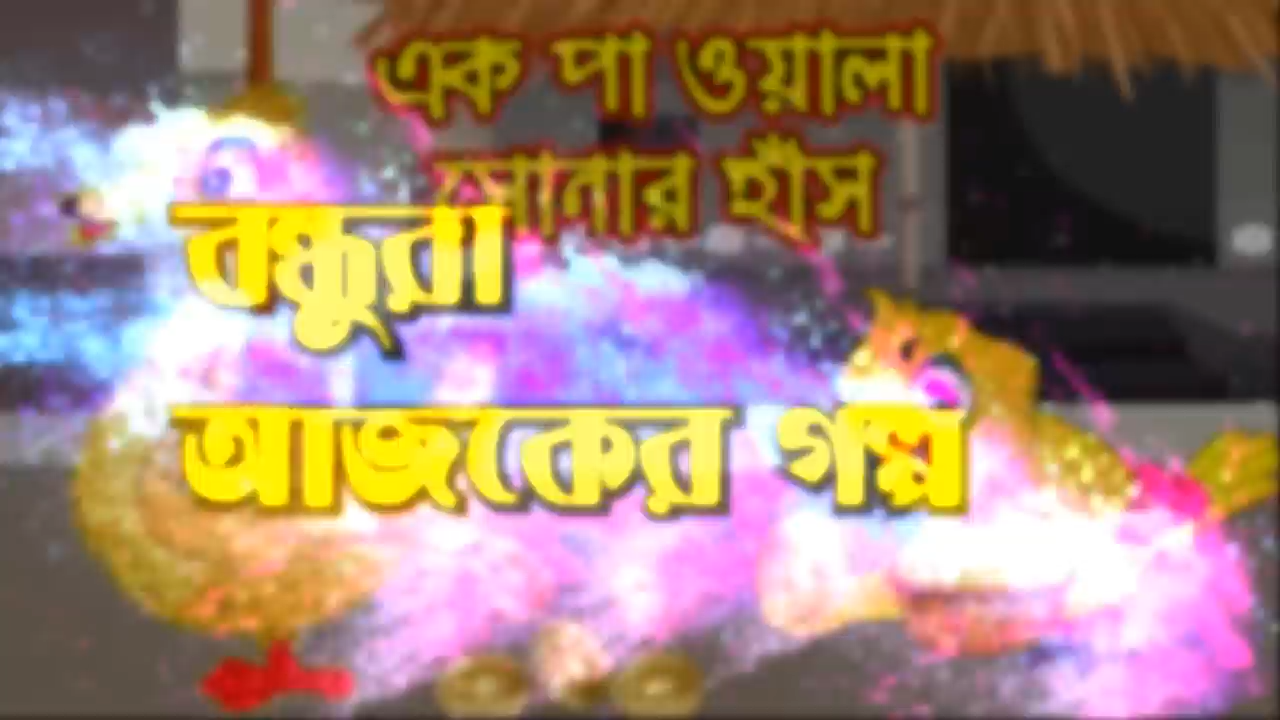 এক পা ওয়ালা
সোনার হাঁস
বন্ধুরা
আজকের গল্প